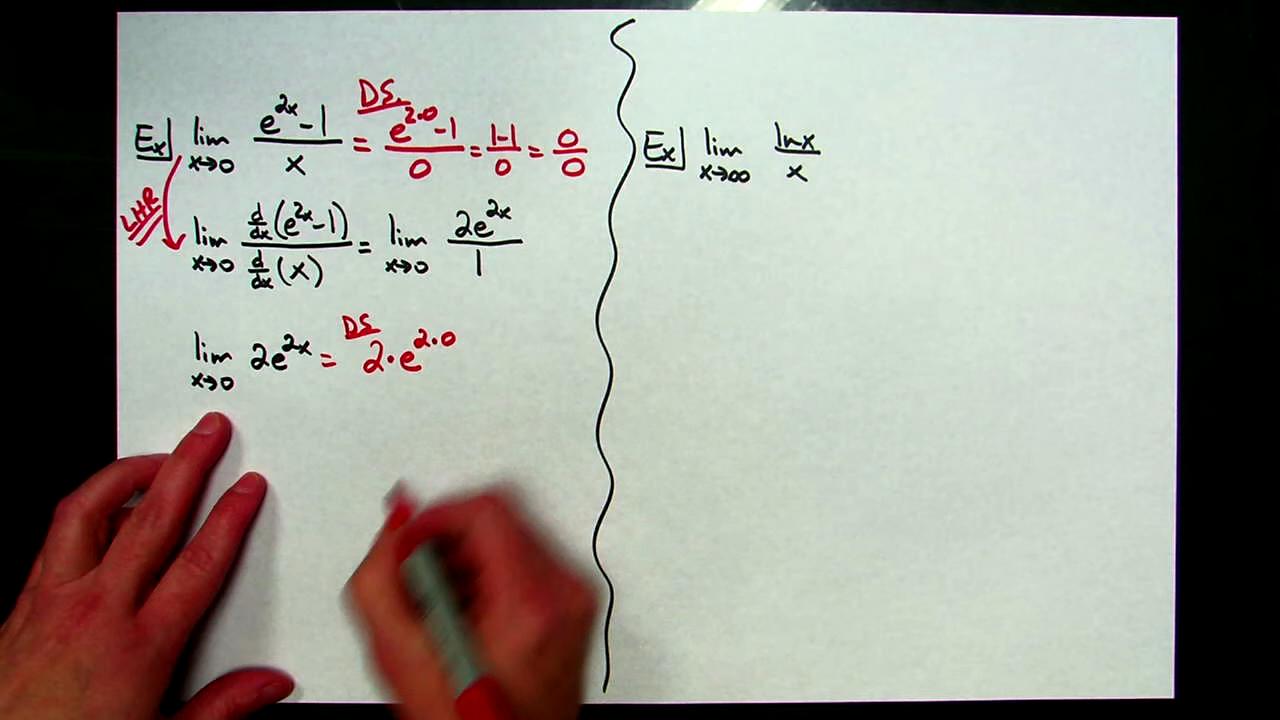 DS
Ex] lim x→0 (e^(2x) - 1)/x = (e^(2·0) - 1)/0 = (1-1)/0 = 0/0
LHR
lim x→0 (d/dx (e^(2x) - 1))/(d/dx (x)) = lim x→0 2e^(2x)/1
DS
lim x→0 2e^(2x) = 2·e^(2·0)
Ex] lim x→∞ lnx/x